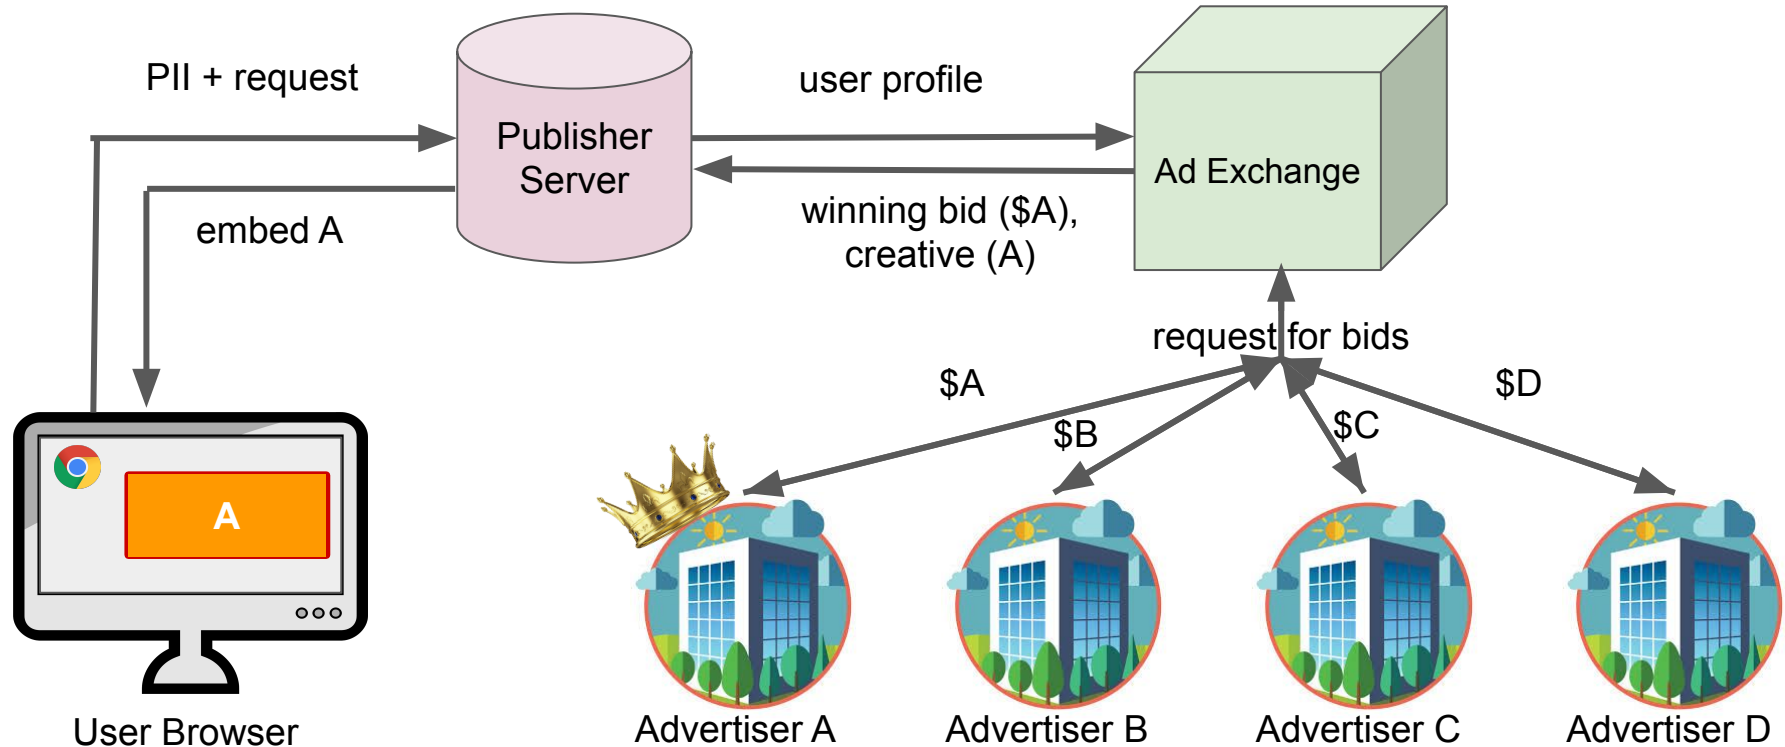 PII + request
user profile
Publisher
Server
Ad Exchange
embed A
winning bid ($A),
creative (A)
request for bids
$A
$B
$C
$D
A
User Browser
Advertiser A
Advertiser B
Advertiser C
Advertiser D